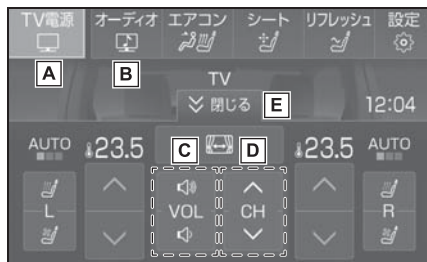 TV電源 オーディオ エアコン シート リフレッシュ 設定
A B
TV
閉じる E
12:04
AUTO 23.5 C D 23.5 AUTO
L VOL CH R